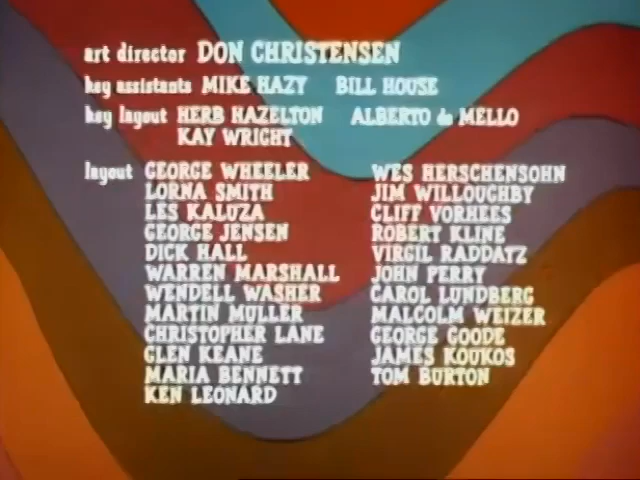 art director DON CHRISTENSEN
key assistants MIKE HAZY BILL HOUSE
key layout HERB HAZELTON ALBERTO de MELLO
KAY WRIGHT
layout GEORGE WHEELER WES HERSCHENSOHN
LORNA SMITH JIM WILLOUGHBY
LES KALUZA CLIFF VORHEES
GEORGE JENSEN ROBERT KLINE
DICK HALL VIRGIL RADDATZ
WARREN MARSHALL JOHN PERRY
WENDELL WASHER CAROL LUNDBERG
MARTIN MULLER MALCOLM WEIZER
CHRISTOPHER LANE GEORGE GOODE
GLEN KEANE JAMES KOUKOS
MARIA BENNETT TOM BURTON
KEN LEONARD